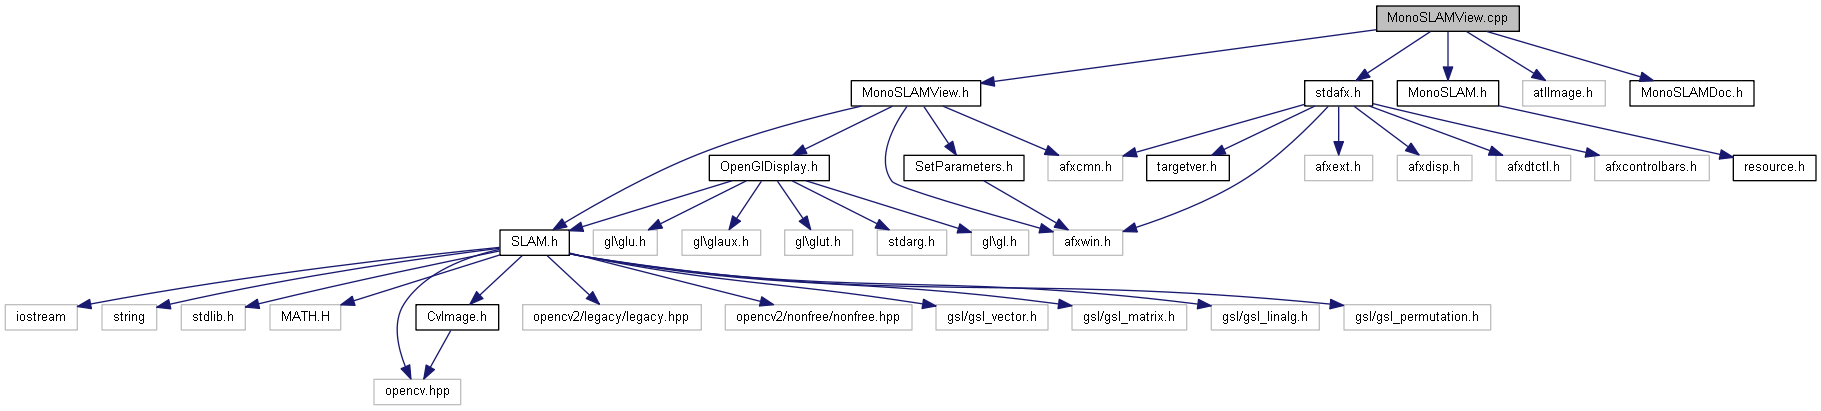 MonoSLAMView.cpp
MonoSLAMView.h
stdafx.h
MonoSLAM.h
atlImage.h
MonoSLAMDoc.h
OpenGlDisplay.h
SetParameters.h
afxcmn.h
targetver.h
afxext.h
afxdisp.h
afxdtctl.h
afxcontrolbars.h
resource.h
SLAM.h
gl\glu.h
gl\glaux.h
gl\glut.h
stdarg.h
gl\gl.h
afxwin.h
iostream
string
stdlib.h
MATH.H
CvImage.h
opencv2/legacy/legacy.hpp
opencv2/nonfree/nonfree.hpp
gsl/gsl_vector.h
gsl/gsl_matrix.h
gsl/gsl_linalg.h
gsl/gsl_permutation.h
opencv.hpp